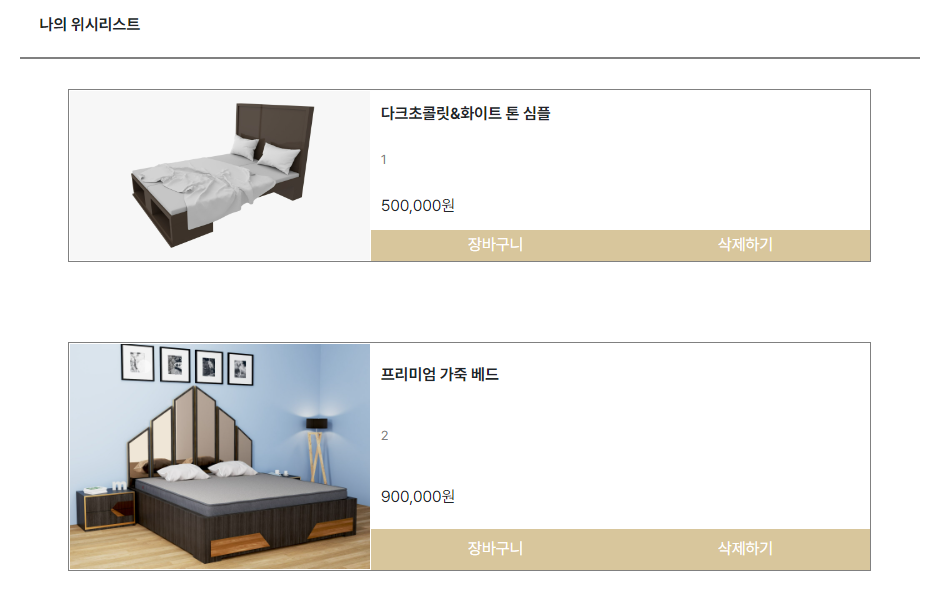 나의 위시리스트
다크초콜릿&화이트 톤 심플
1
500,000원
장바구니 삭제하기
프리미엄 가죽 베드
2
900,000원
장바구니 삭제하기